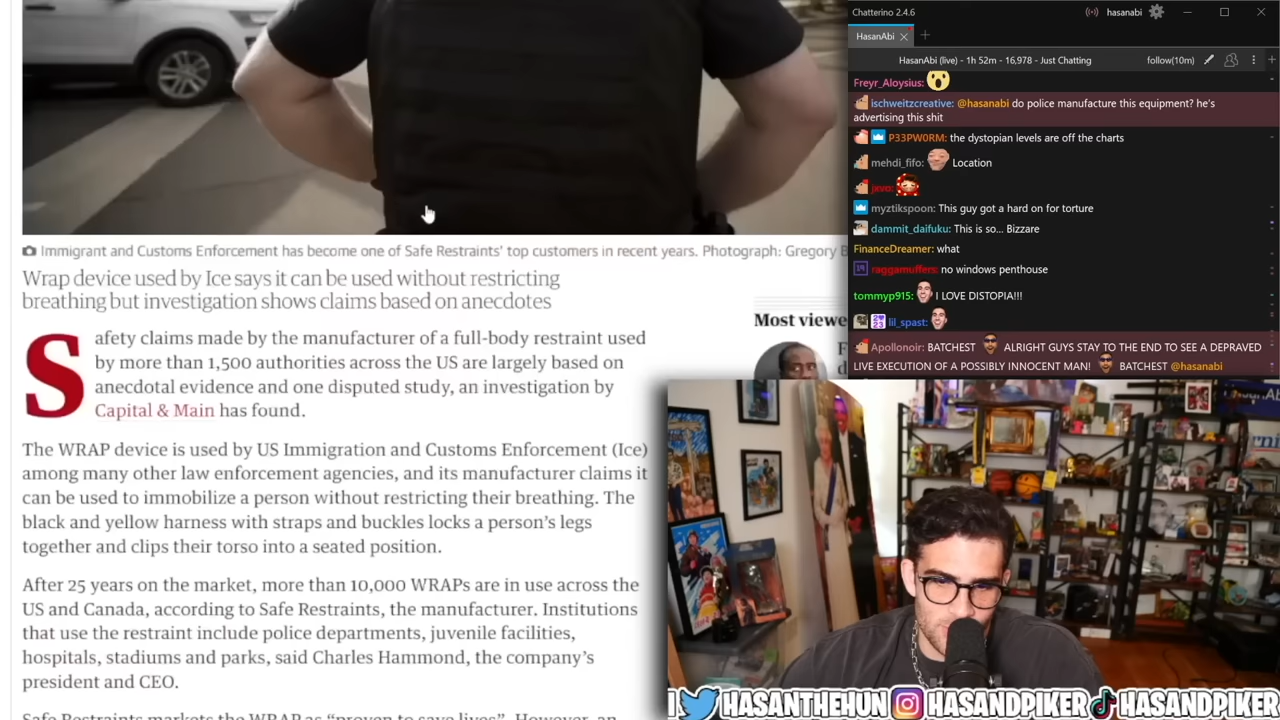 Immigrant and Customs Enforcement has become one of Safe Restraints' top customers in recent years. Photograph: Gregory B
Wrap device used by Ice says it can be used without restricting
breathing but investigation shows claims based on anecdotes
Safety claims made by the manufacturer of a full-body restraint used
by more than 1,500 authorities across the US are largely based on
anecdotal evidence and one disputed study, an investigation by
Capital & Main has found.
The WRAP device is used by US Immigration and Customs Enforcement (Ice)
among many other law enforcement agencies, and its manufacturer claims it
can be used to immobilize a person without restricting their breathing. The
black and yellow harness with straps and buckles locks a person's legs
together and clips their torso into a seated position.
After 25 years on the market, more than 10,000 WRAPs are in use across the
US and Canada, according to Safe Restraints, the manufacturer. Institutions
that use the restraint include police departments, juvenile facilities,
hospitals, stadiums and parks, said Charles Hammond, the company's
president and CEO.
Safe Restraints markets the WRAP as "proven to save lives". However, an
Most viewe
Chatterino 2.4.6
hasanabi
HasanAbi
HasanAbi (live) - 1h 52m - 16,978 - Just Chatting
follow(10m)
Freyr_Aloysius:
ischweitzcreative: @hasanabi do police manufacture this equipment? he's
advertising this shit
P33PW0RM: the dystopian levels are off the charts
mehdi_fifo: Location
jxvo:
myztikspoon: This guy got a hard on for torture
dammit_daifuku: This is so... Bizzare
FinanceDreamer: what
raggamuffers: no windows penthouse
tommyp915: I LOVE DISTOPIA!!!
lil_spast:
Apollonoir: BATCHEST ALRIGHT GUYS STAY TO THE END TO SEE A DEPRAVED
LIVE EXECUTION OF A POSSIBLY INNOCENT MAN! BATCHEST @hasanabi
HASANTHEHUN HASANDPIKER HASANDPIKER